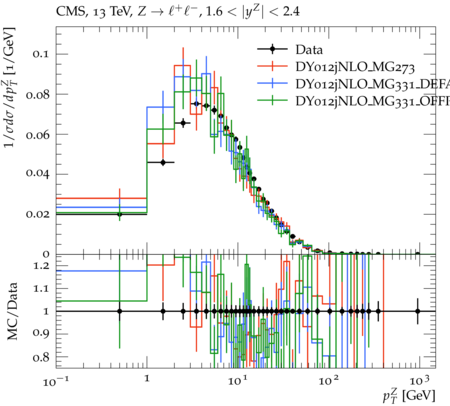 CMS, 13 TeV, Z → ℓ⁺ℓ⁻, 1.6 < |y^Z| < 2.4
1/σdσ/dp_T^Z [1/GeV]
0.1
0.08
0.06
0.04
0.02
0
Data
DY012jNLO_MG273
DY012jNLO_MG331_DEFA
DY012jNLO_MG331_OFFP
MC/Data
1.2
1.1
1
0.9
0.8
10⁻¹ 1 10¹ 10² 10³
p_T^Z [GeV]